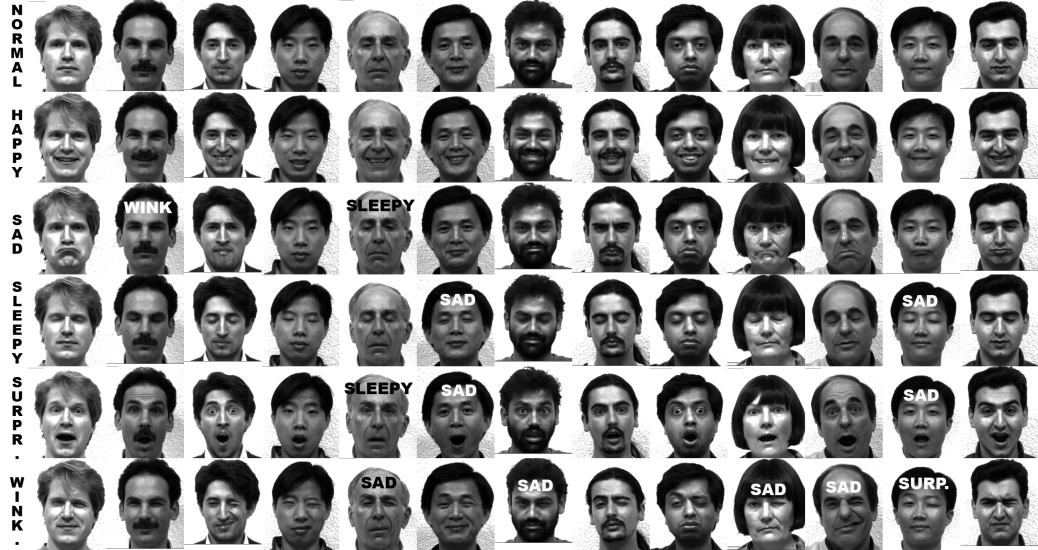 NORMAL
HAPPY
SAD
WINK
SLEEPY
SLEEPY
SAD
SAD
SURPR.
SLEEPY
SAD
SAD
WINK.
SAD
SAD
SAD
SAD
SURP.